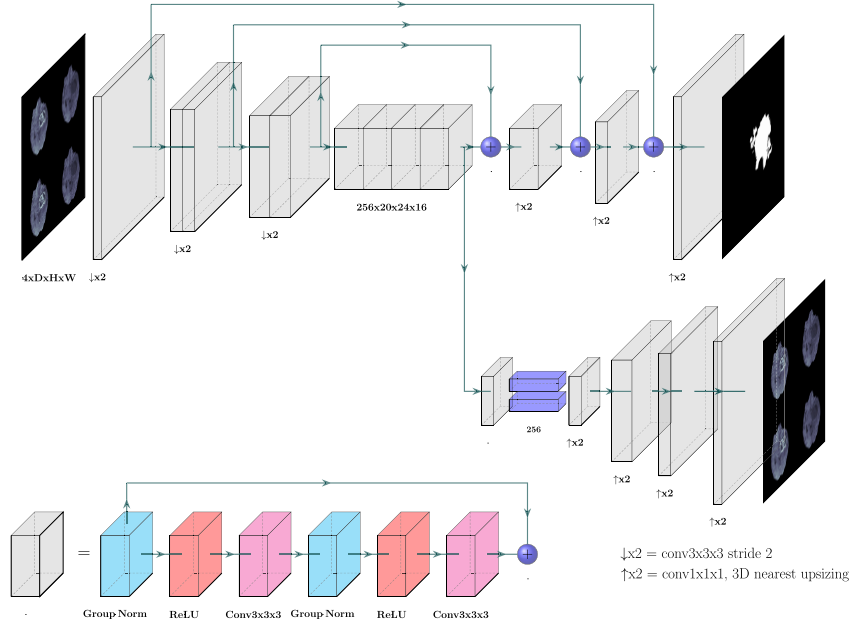 256x20x24x16
↑x2
↑x2
↓x2
↓x2
4xDxHxW
↓x2
↑x2
256
↑x2
↑x2
↑x2
↑x2
=
↓x2 = conv3x3x3 stride 2
↑x2 = conv1x1x1, 3D nearest upsizing
Group Norm
ReLU
Conv3x3x3
Group Norm
ReLU
Conv3x3x3